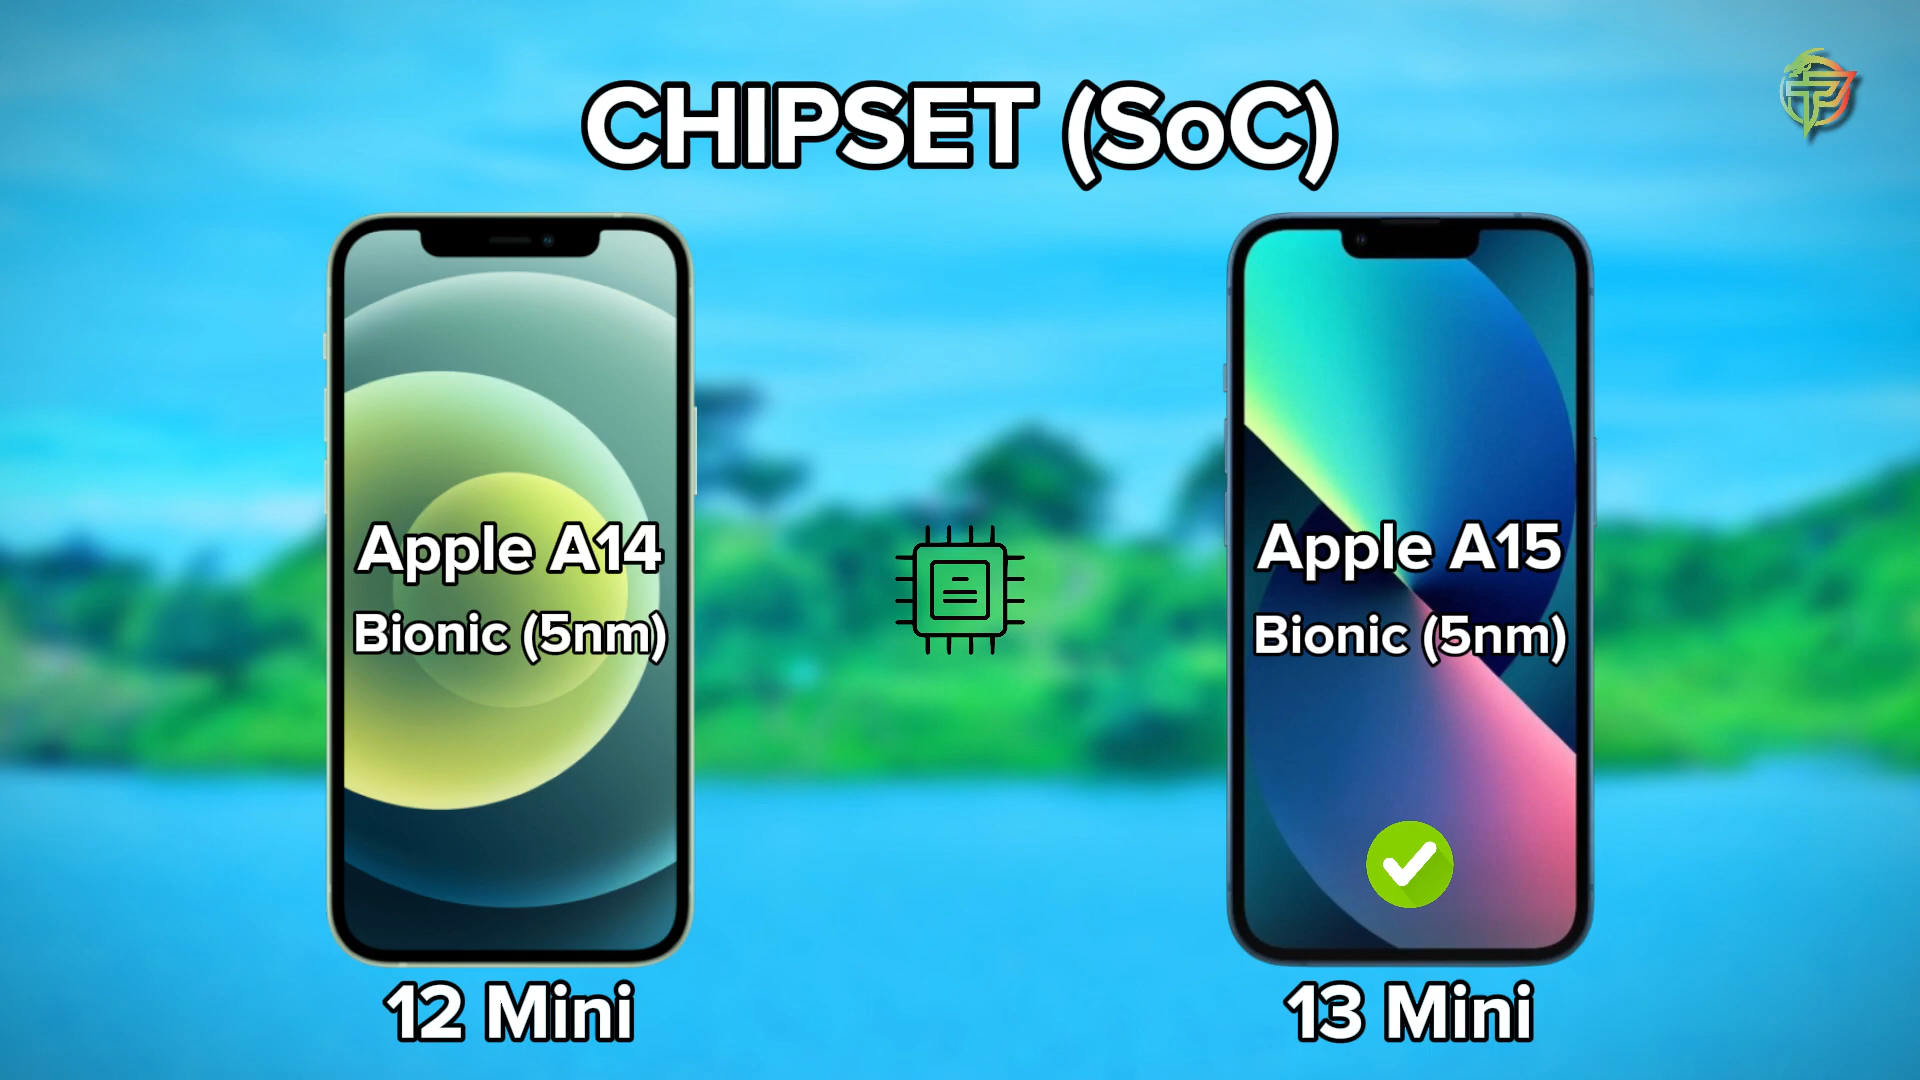 CHIPSET (SoC)
Apple A14
Bionic (5nm)
Apple A15
Bionic (5nm)
12 Mini
13 Mini